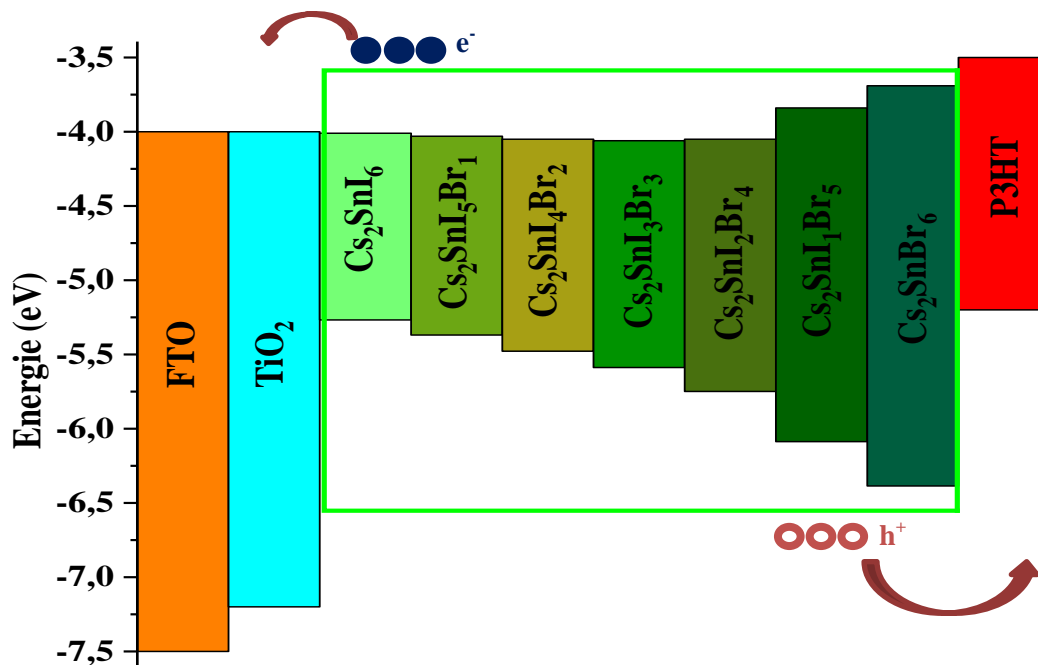 Energie (eV)
-3,5
-4,0
-4,5
-5,0
-5,5
-6,0
-6,5
-7,0
-7,5
e⁻
FTO
TiO₂
Cs₂SnI₆
Cs₂SnI₅Br₁
Cs₂SnI₄Br₂
Cs₂SnI₃Br₃
Cs₂SnI₂Br₄
Cs₂SnI₁Br₅
Cs₂SnBr₆
P3HT
h⁺